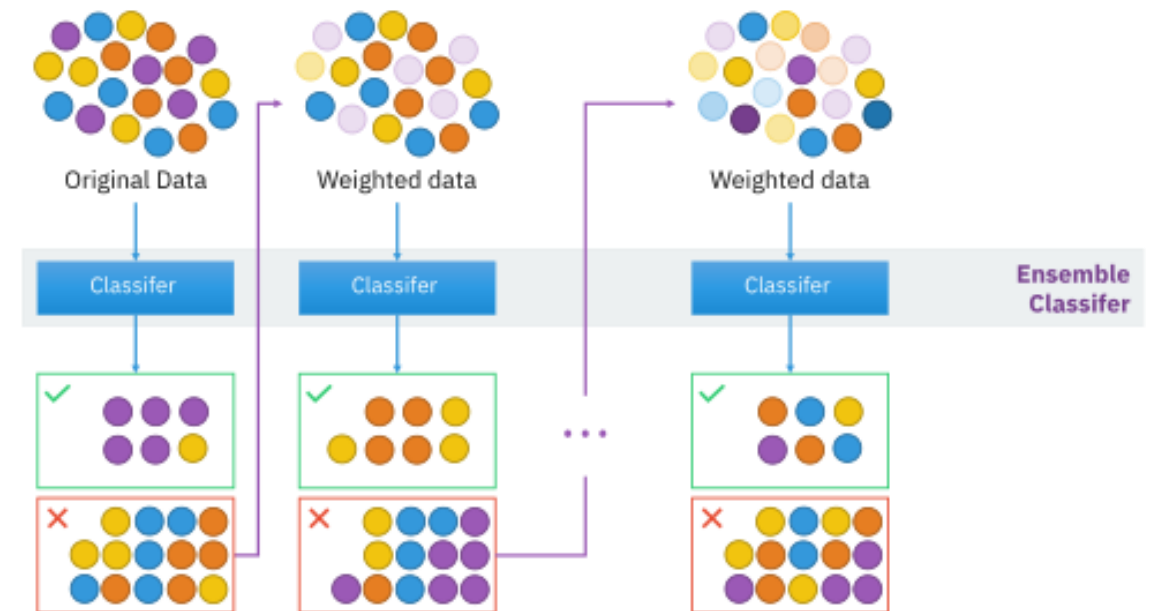 Original Data
Weighted data
Weighted data
Classifer
Classifer
Classifer
Ensemble
Classifer
...